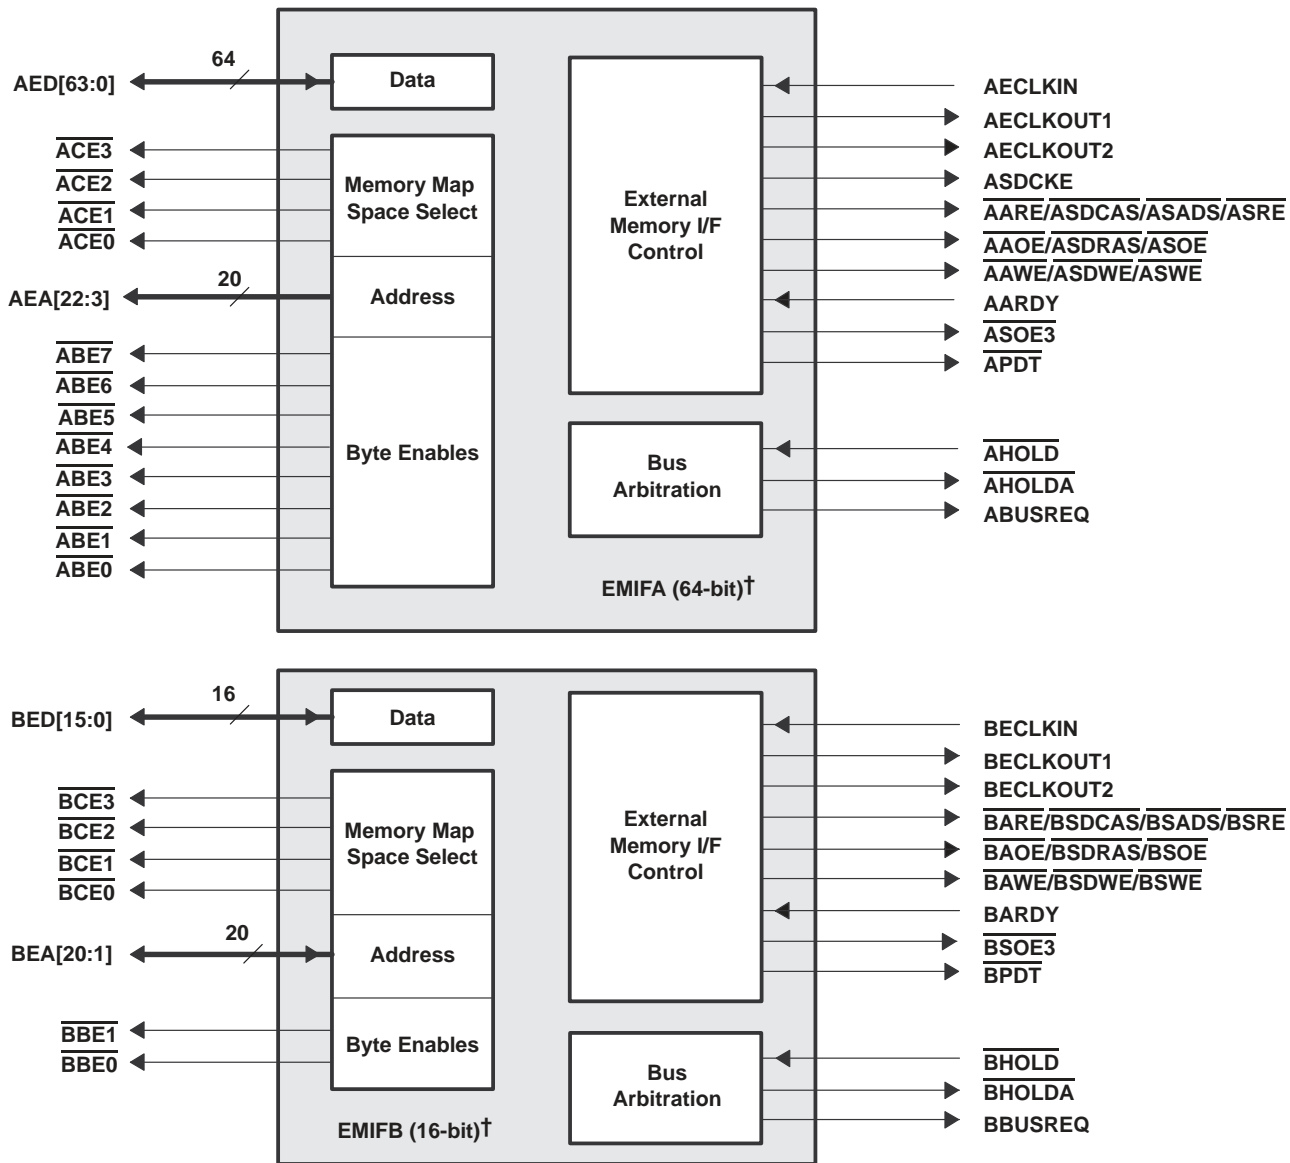 64
AED[63:0]
Data
ACE3
ACE2
ACE1
ACE0
Memory Map
Space Select
20
AEA[22:3]
Address
ABE7
ABE6
ABE5
ABE4
ABE3
ABE2
ABE1
ABE0
Byte Enables
External
Memory I/F
Control
AECLKIN
AECLKOUT1
AECLKOUT2
ASDCKE
AARE/ASDCAS/ASADS/ASRE
AAOE/ASDRAS/ASOE
AAWE/ASDWE/ASWE
AARDY
ASOE3
APDT
Bus
Arbitration
AHOLD
AHOLDA
ABUSREQ
EMIFA (64-bit)†
16
BED[15:0]
Data
BCE3
BCE2
BCE1
BCE0
Memory Map
Space Select
20
BEA[20:1]
Address
BBE1
BBE0
Byte Enables
External
Memory I/F
Control
BECLKIN
BECLKOUT1
BECLKOUT2
BARE/BSDCAS/BSADS/BSRE
BAOE/BSDRAS/BSOE
BAWE/BSDWE/BSWE
BARDY
BSOE3
BPDT
Bus
Arbitration
BHOLD
BHOLDA
BBUSREQ
EMIFB (16-bit)†